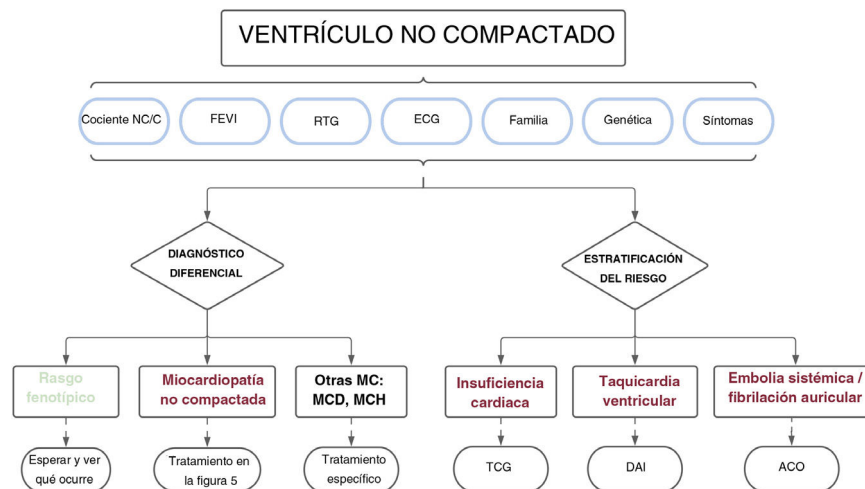 VENTRÍCULO NO COMPACTADO
Cociente NC/C
FEVI
RTG
ECG
Familia
Genética
Síntomas
DIAGNÓSTICO
DIFERENCIAL
ESTRATIFICACIÓN
DEL RIESGO
Rasgo
fenotípico
Miocardiopatía
no compactada
Otras MC:
MCD, MCH
Insuficiencia
cardiaca
Taquicardia
ventricular
Embolia sistémica /
fibrilación auricular
Esperar y ver
qué ocurre
Tratamiento en
la figura 5
Tratamiento
específico
TCG
DAI
ACO